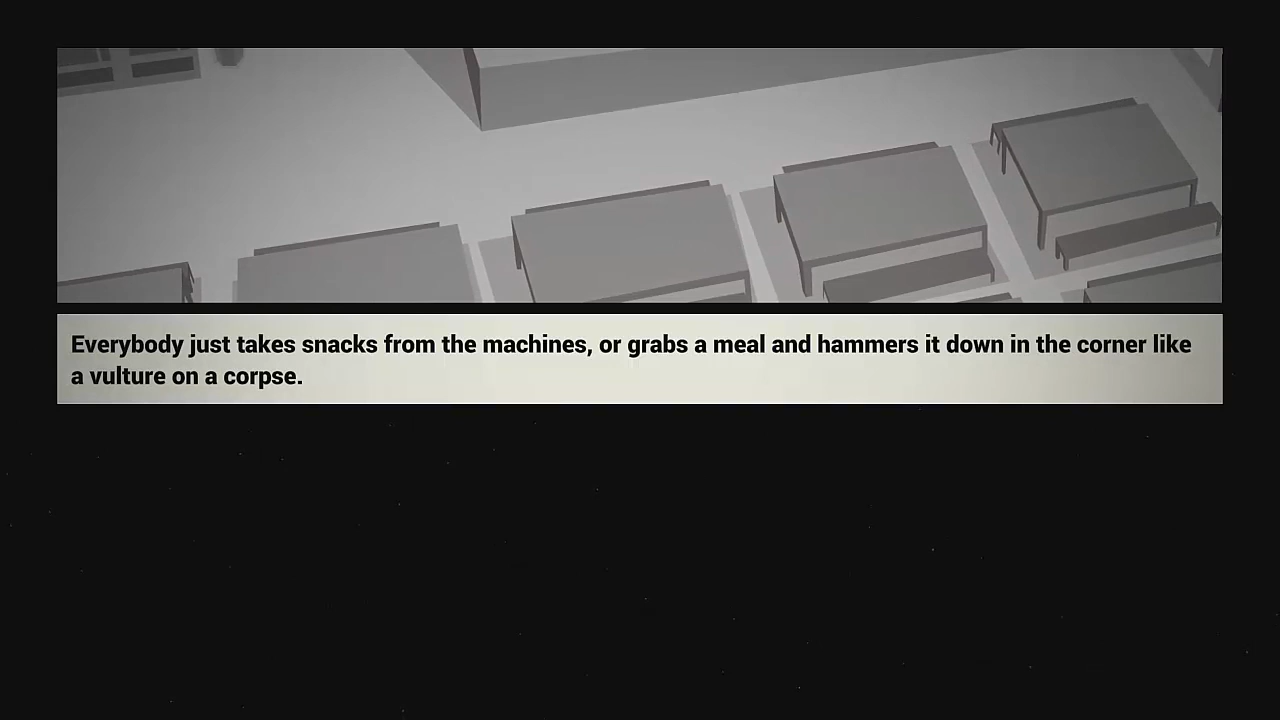 Everybody just takes snacks from the machines, or grabs a meal and hammers it down in the corner like
a vulture on a corpse.